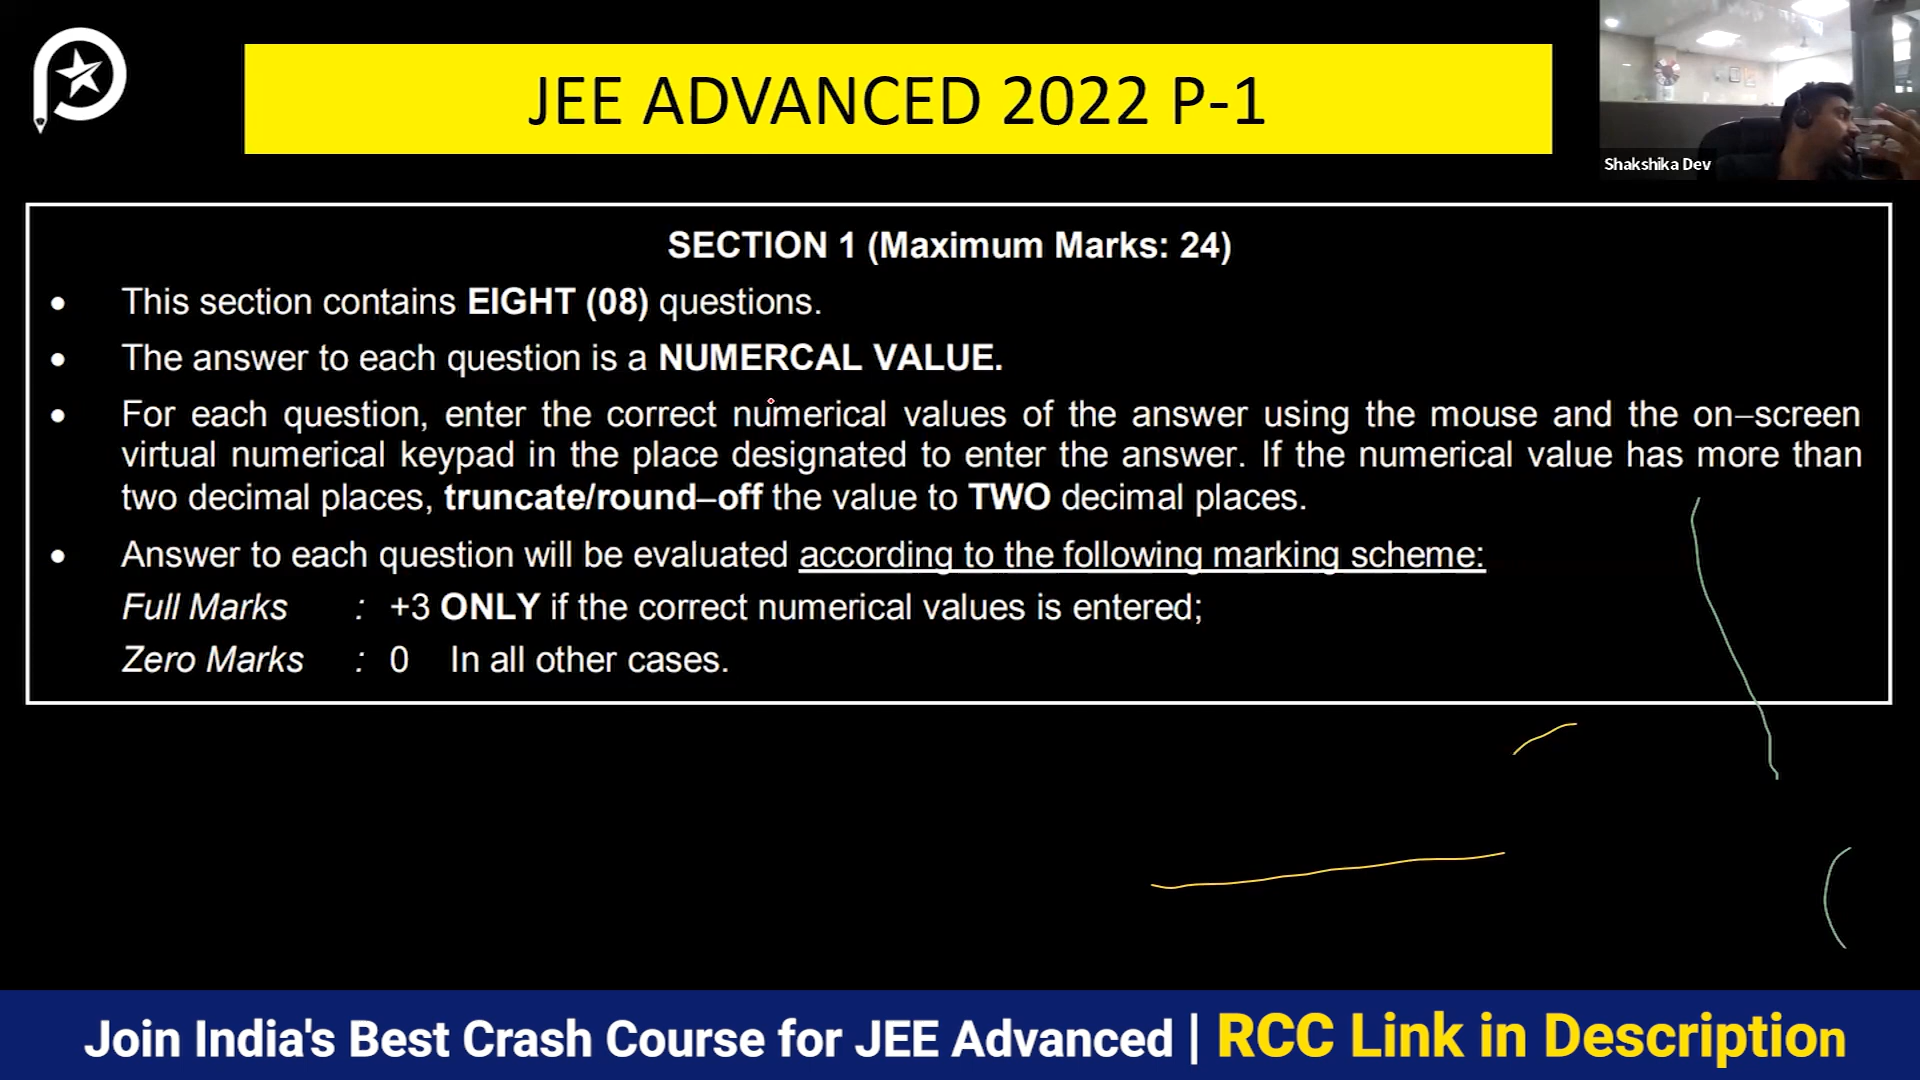 JEE ADVANCED 2022 P-1
Shakshika Dev
SECTION 1 (Maximum Marks: 24)
• This section contains EIGHT (08) questions.
• The answer to each question is a NUMERCAL VALUE.
• For each question, enter the correct numerical values of the answer using the mouse and the on–screen
virtual numerical keypad in the place designated to enter the answer. If the numerical value has more than
two decimal places, truncate/round–off the value to TWO decimal places.
• Answer to each question will be evaluated according to the following marking scheme:
Full Marks : +3 ONLY if the correct numerical values is entered;
Zero Marks : 0 In all other cases.
Join India's Best Crash Course for JEE Advanced | RCC Link in Description